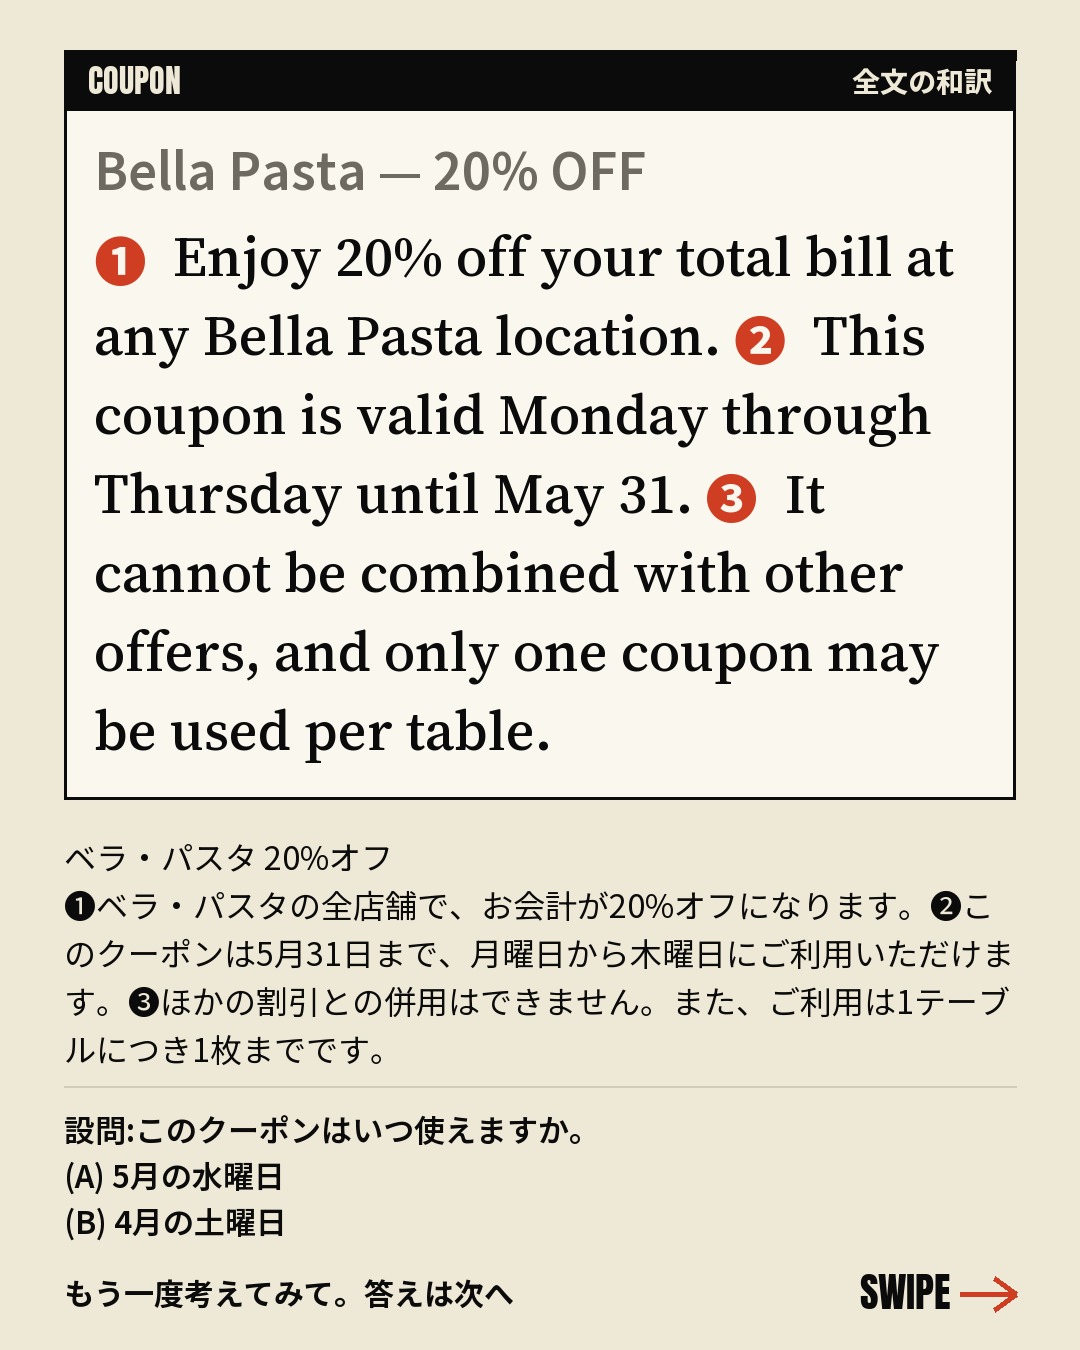 COUPON
全文の和訳
Bella Pasta — 20% OFF
❶ Enjoy 20% off your total bill at
any Bella Pasta location. ❷ This
coupon is valid Monday through
Thursday until May 31. ❸ It
cannot be combined with other
offers, and only one coupon may
be used per table.
ベラ・パスタ 20%オフ
❶ベラ・パスタの全店舗で、お会計が20%オフになります。❷こ
のクーポンは5月31日まで、月曜日から木曜日にご利用いただけま
す。❸ほかの割引との併用はできません。また、ご利用は1テーブ
ルにつき1枚までです。
設問:このクーポンはいつ使えますか。
(A) 5月の水曜日
(B) 4月の土曜日
もう一度考えてみて。答えは次へ
SWIPE